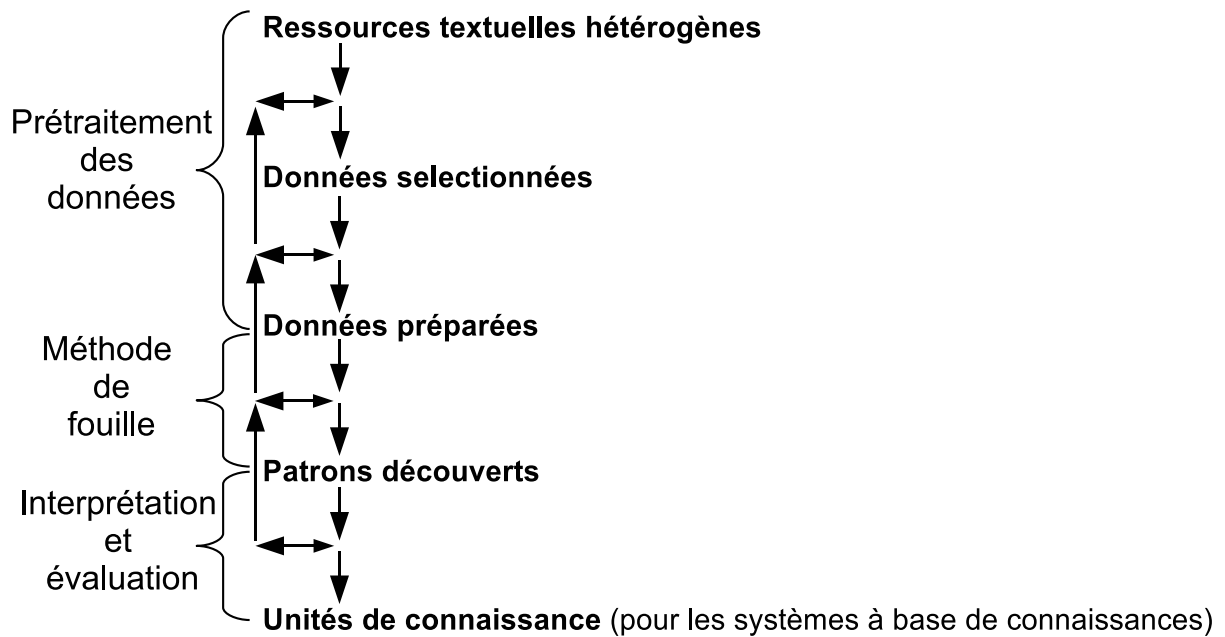 Ressources textuelles hétérogènes
Prétraitement
des
données
Données selectionnées
Données préparées
Méthode
de
fouille
Patrons découverts
Interprétation
et
évaluation
Unités de connaissance (pour les systèmes à base de connaissances)